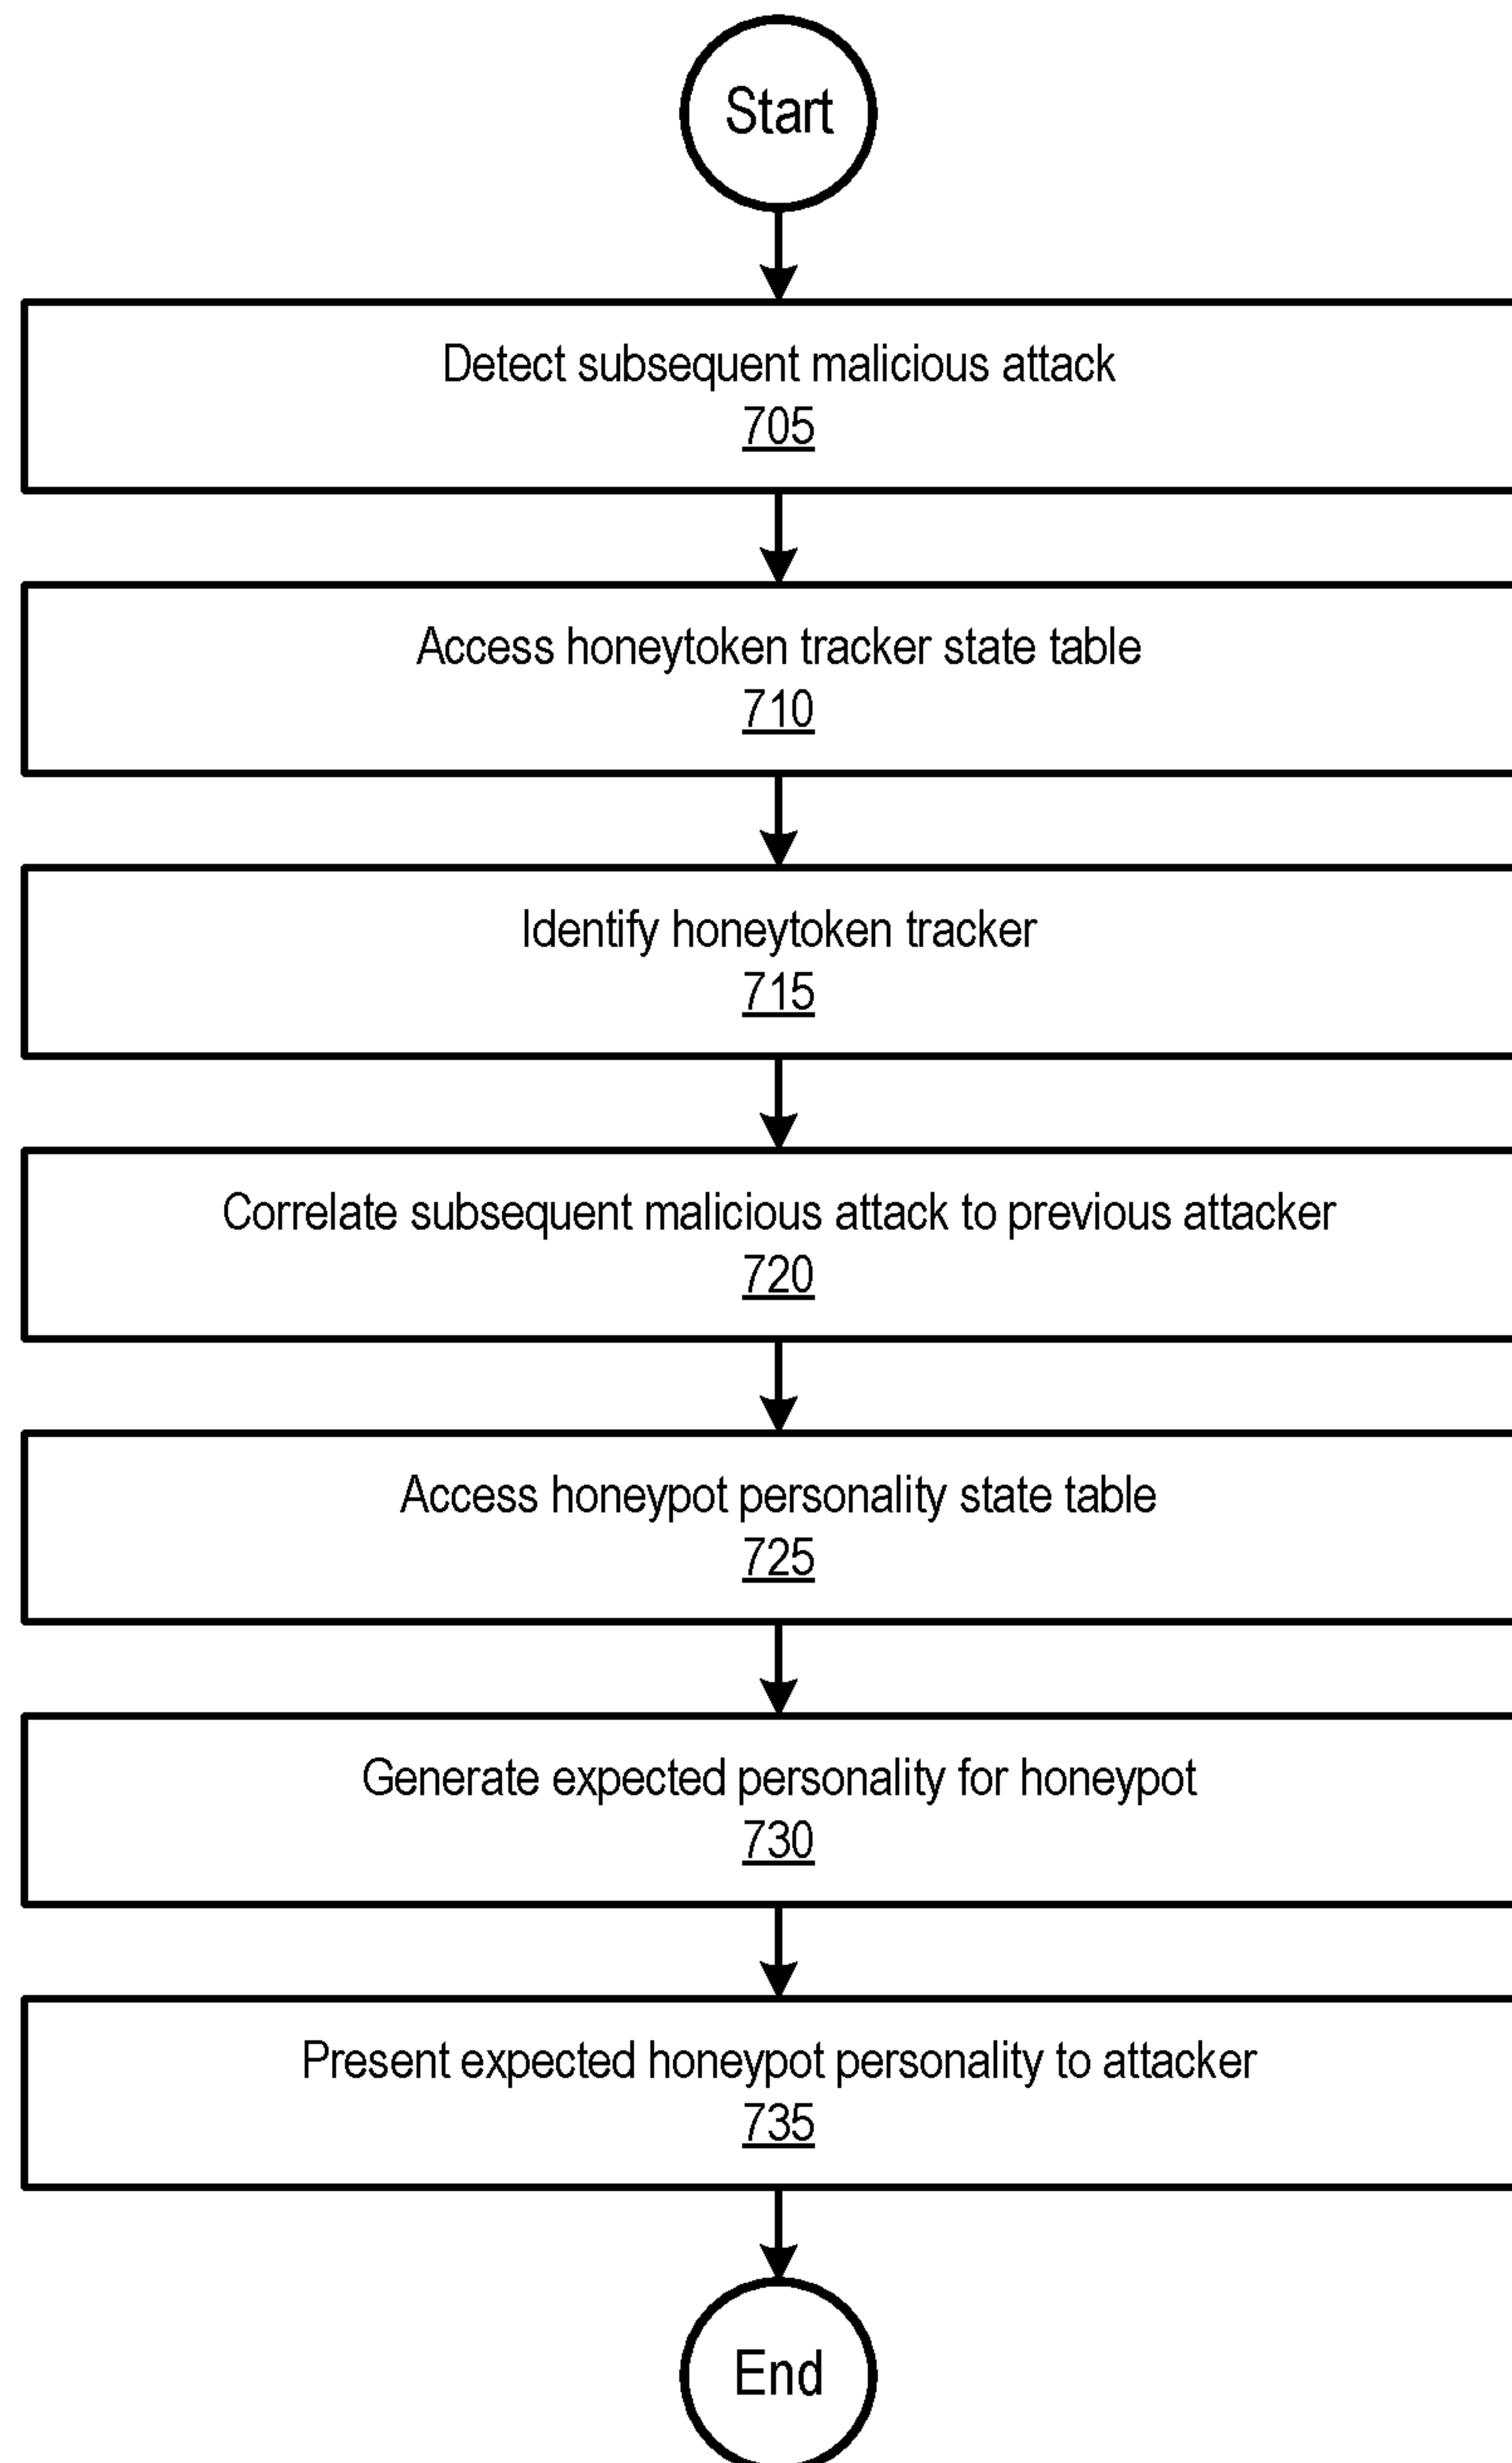 Start
Detect subsequent malicious attack
705
Access honeytoken tracker state table
710
Identify honeytoken tracker
715
Correlate subsequent malicious attack to previous attacker
720
Access honeypot personality state table
725
Generate expected personality for honeypot
730
Present expected honeypot personality to attacker
735
End